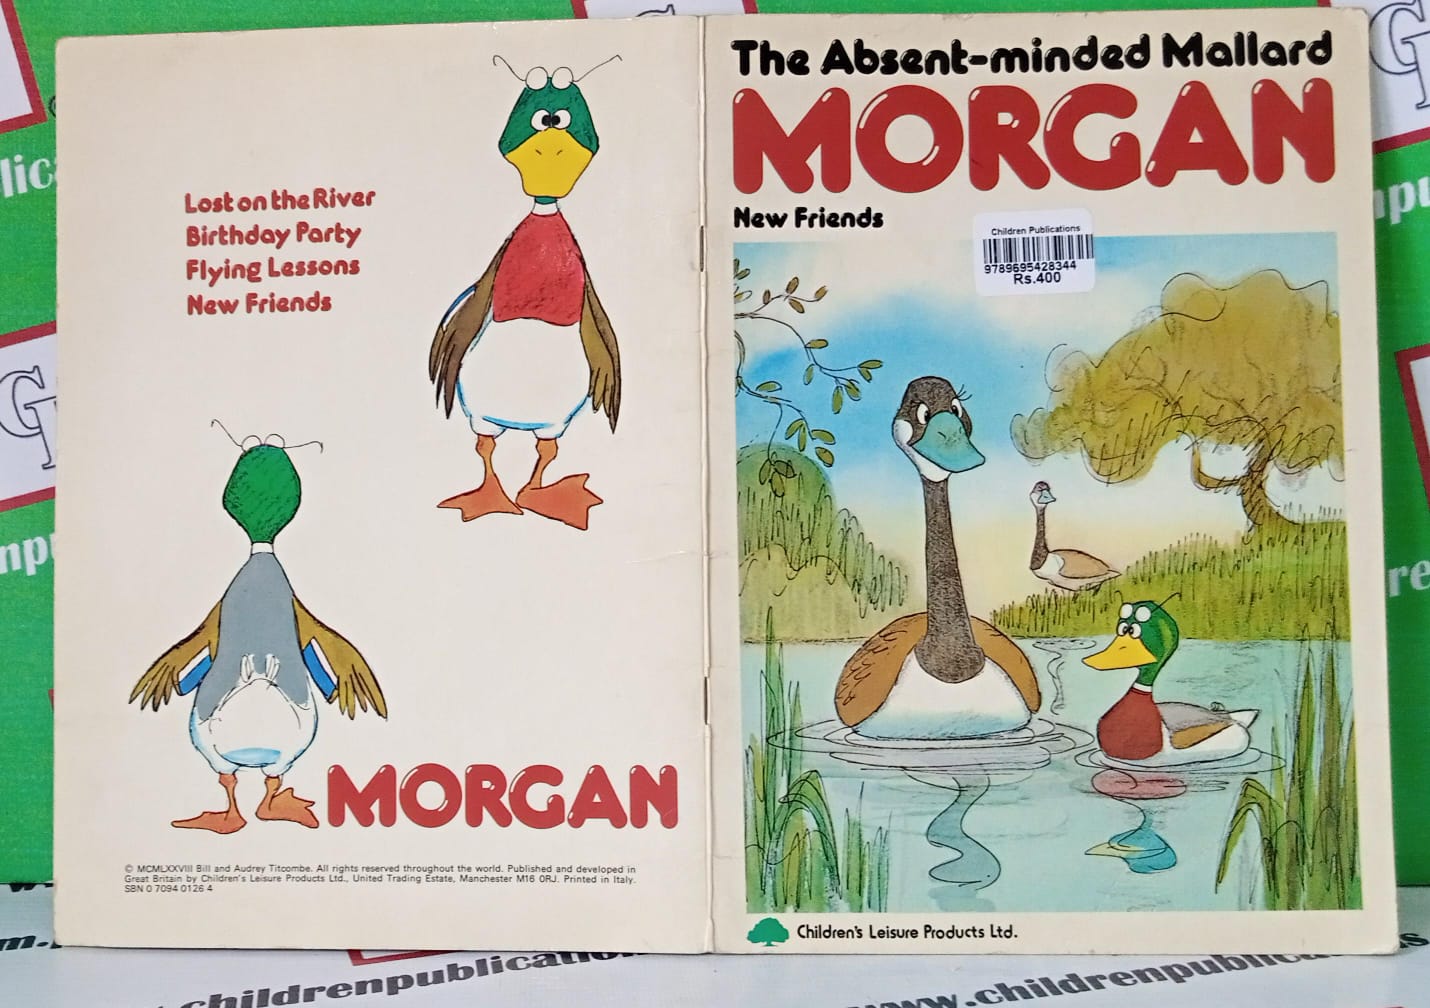 Lost on the River
Birthday Party
Flying Lessons
New Friends
MORGAN
© MCMLXXVIII Bill and Audrey Titcombe. All rights reserved throughout the world. Published and developed in
Great Britain by Children's Leisure Products Ltd., United Trading Estate, Manchester M16 0RJ. Printed in Italy.
SBN 0 7094 0126 4
The Absent-minded Mallard
MORGAN
New Friends
Children Publications
9789695428344
Rs.400
Children's Leisure Products Ltd.
childrenpublication
www.childrenpublications